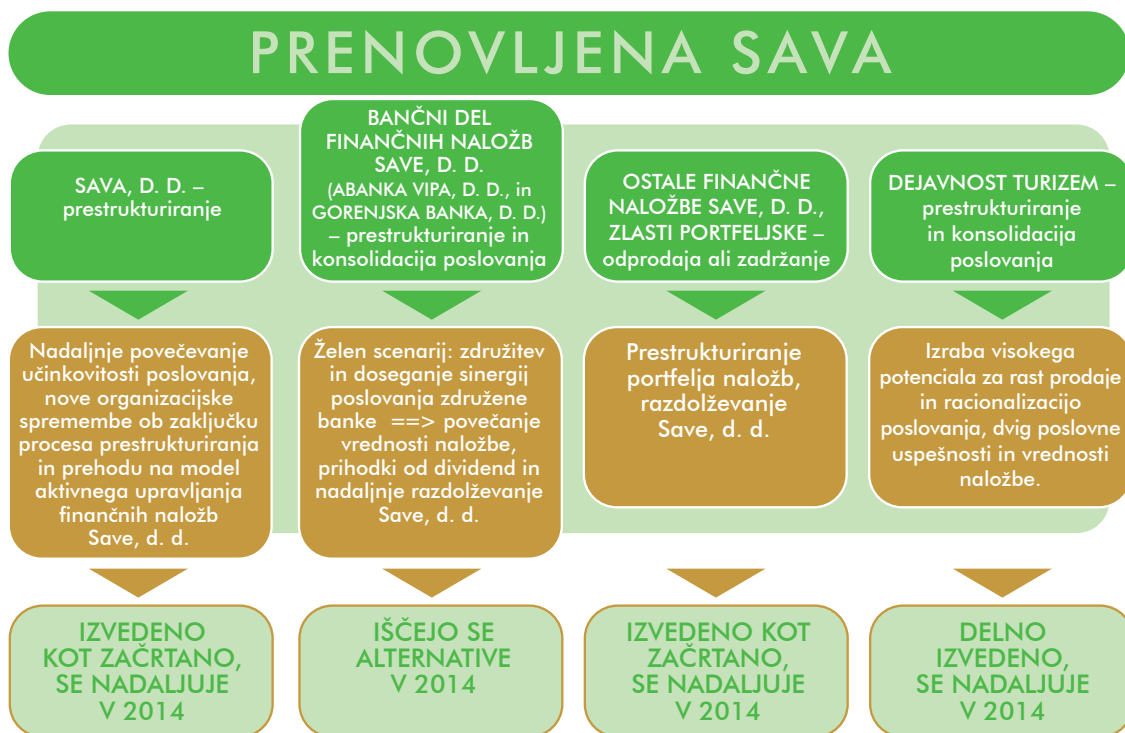 PRENOVLJENA SAVA
SAVA, D. D. –
prestrukturiranje
BANČNI DEL
FINANČNIH NALOŽB
SAVE, D. D.
(ABANKA VIPA, D. D., in
GORENJSKA BANKA, D. D.)
– prestrukturiranje in
konsolidacija poslovanja
OSTALE FINANČNE
NALOŽBE SAVE, D. D.,
ZLASTI PORTFELJSKE –
odprodaja ali zadržanje
DEJAVNOST TURIZEM –
prestrukturiranje
in konsolidacija
poslovanja
Nadaljnje povečevanje
učinkovitosti poslovanja,
nove organizacijske
spremembe ob zaključku
procesa prestrukturiranja
in prehodu na model
aktivnega upravljanja
finančnih naložb
Save, d. d.
Želen scenarij: združitev
in doseganje sinergij
poslovanja združene
banke ==> povečanje
vrednosti naložbe,
prihodki od dividend in
nadaljnje razdolževanje
Save, d. d.
Prestrukturiranje
portfelja naložb,
razdolževanje
Save, d. d.
Izraba visokega
potenciala za rast prodaje
in racionalizacijo
poslovanja, dvig poslovne
uspešnosti in vrednosti
naložbe.
IZVEDENO
KOT ZAČRTANO,
SE NADALJUJE
V 2014
IŠČEJO SE
ALTERNATIVE
V 2014
IZVEDENO KOT
ZAČRTANO,
SE NADALJUJE
V 2014
DELNO
IZVEDENO,
SE NADALJUJE
V 2014